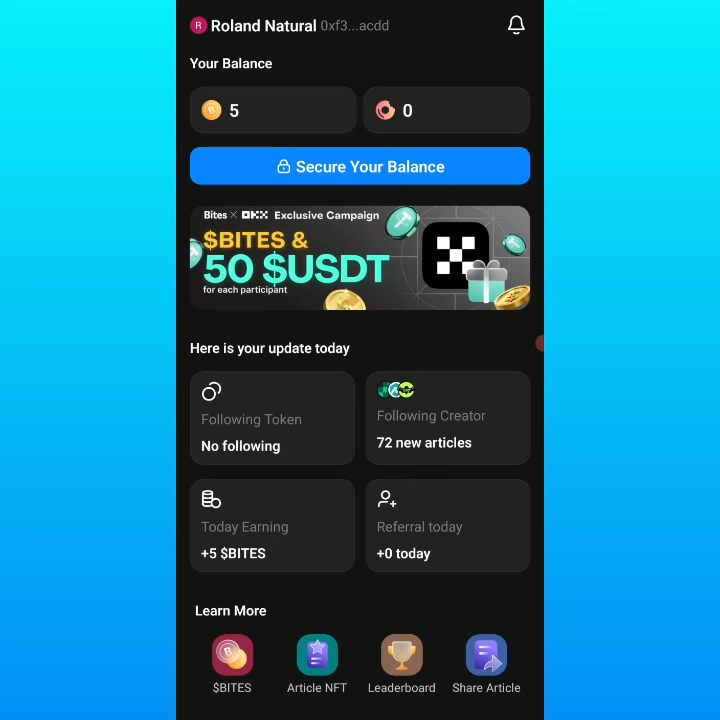 R Roland Natural 0xf3...acdd
Your Balance
B 5 0
Secure Your Balance
Bites X OKX Exclusive Campaign
$BITES &
50 $USDT
for each participant
Here is your update today
Following Token
No following
Following Creator
72 new articles
Today Earning
+5 $BITES
Referral today
+0 today
Learn More
B
$BITES Article NFT Leaderboard Share Article